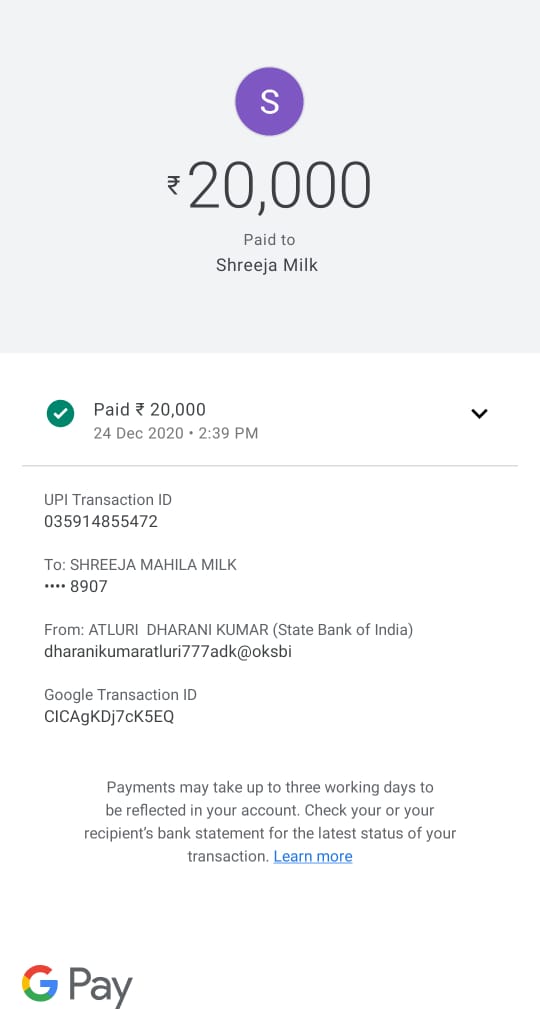 S
₹20,000
Paid to
Shreeja Milk
Paid ₹ 20,000
24 Dec 2020 • 2:39 PM
UPI Transaction ID
035914855472
To: SHREEJA MAHILA MILK
•••• 8907
From: ATLURI  DHARANI KUMAR (State Bank of India)
dharanikumaratluri777adk@oksbi
Google Transaction ID
CICAgKDj7cK5EQ
Payments may take up to three working days to
be reflected in your account. Check your or your
recipient's bank statement for the latest status of your
transaction. Learn more
G Pay